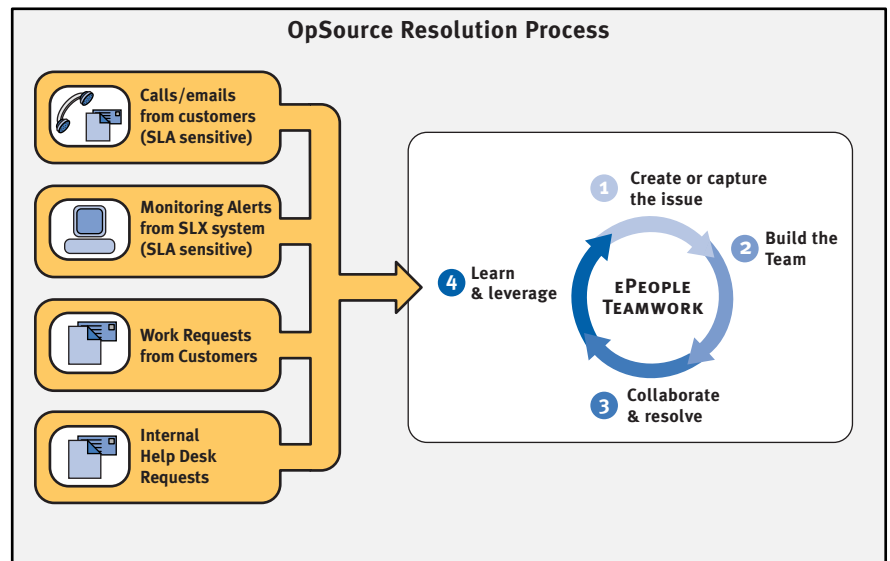 OpSource Resolution Process
Calls/emails
from customers
(SLA sensitive)
Monitoring Alerts
from SLX system
(SLA sensitive)
Work Requests
from Customers
Internal
Help Desk
Requests
1 Create or capture
the issue
2 Build the
Team
3 Collaborate
& resolve
4 Learn
& leverage
ePeople
Teamwork